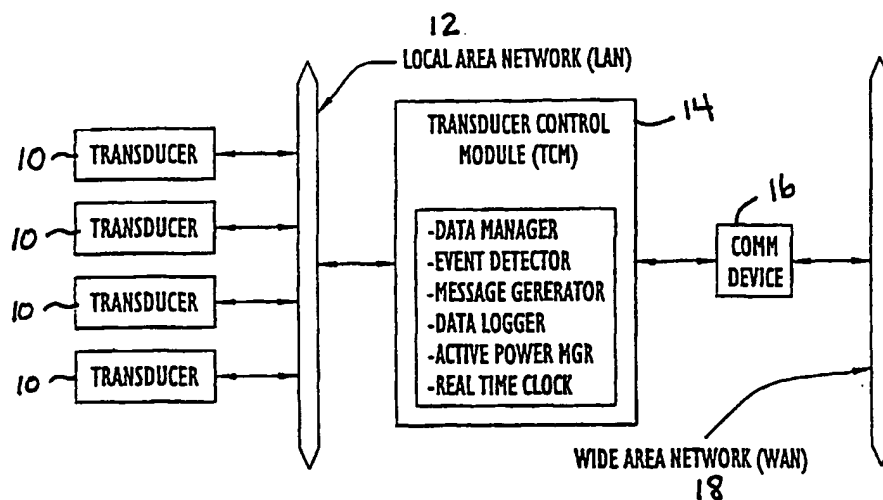 12
LOCAL AREA NETWORK (LAN)
10
TRANSDUCER
10
TRANSDUCER
10
TRANSDUCER
10
TRANSDUCER
TRANSDUCER CONTROL
MODULE (TCM)
14
-DATA MANAGER
-EVENT DETECTOR
-MESSAGE GERERATOR
-DATA LOGGER
-ACTIVE POWER MGR
-REAL TIME CLOCK
16
COMM
DEVICE
WIDE AREA NETWORK (WAN)
18